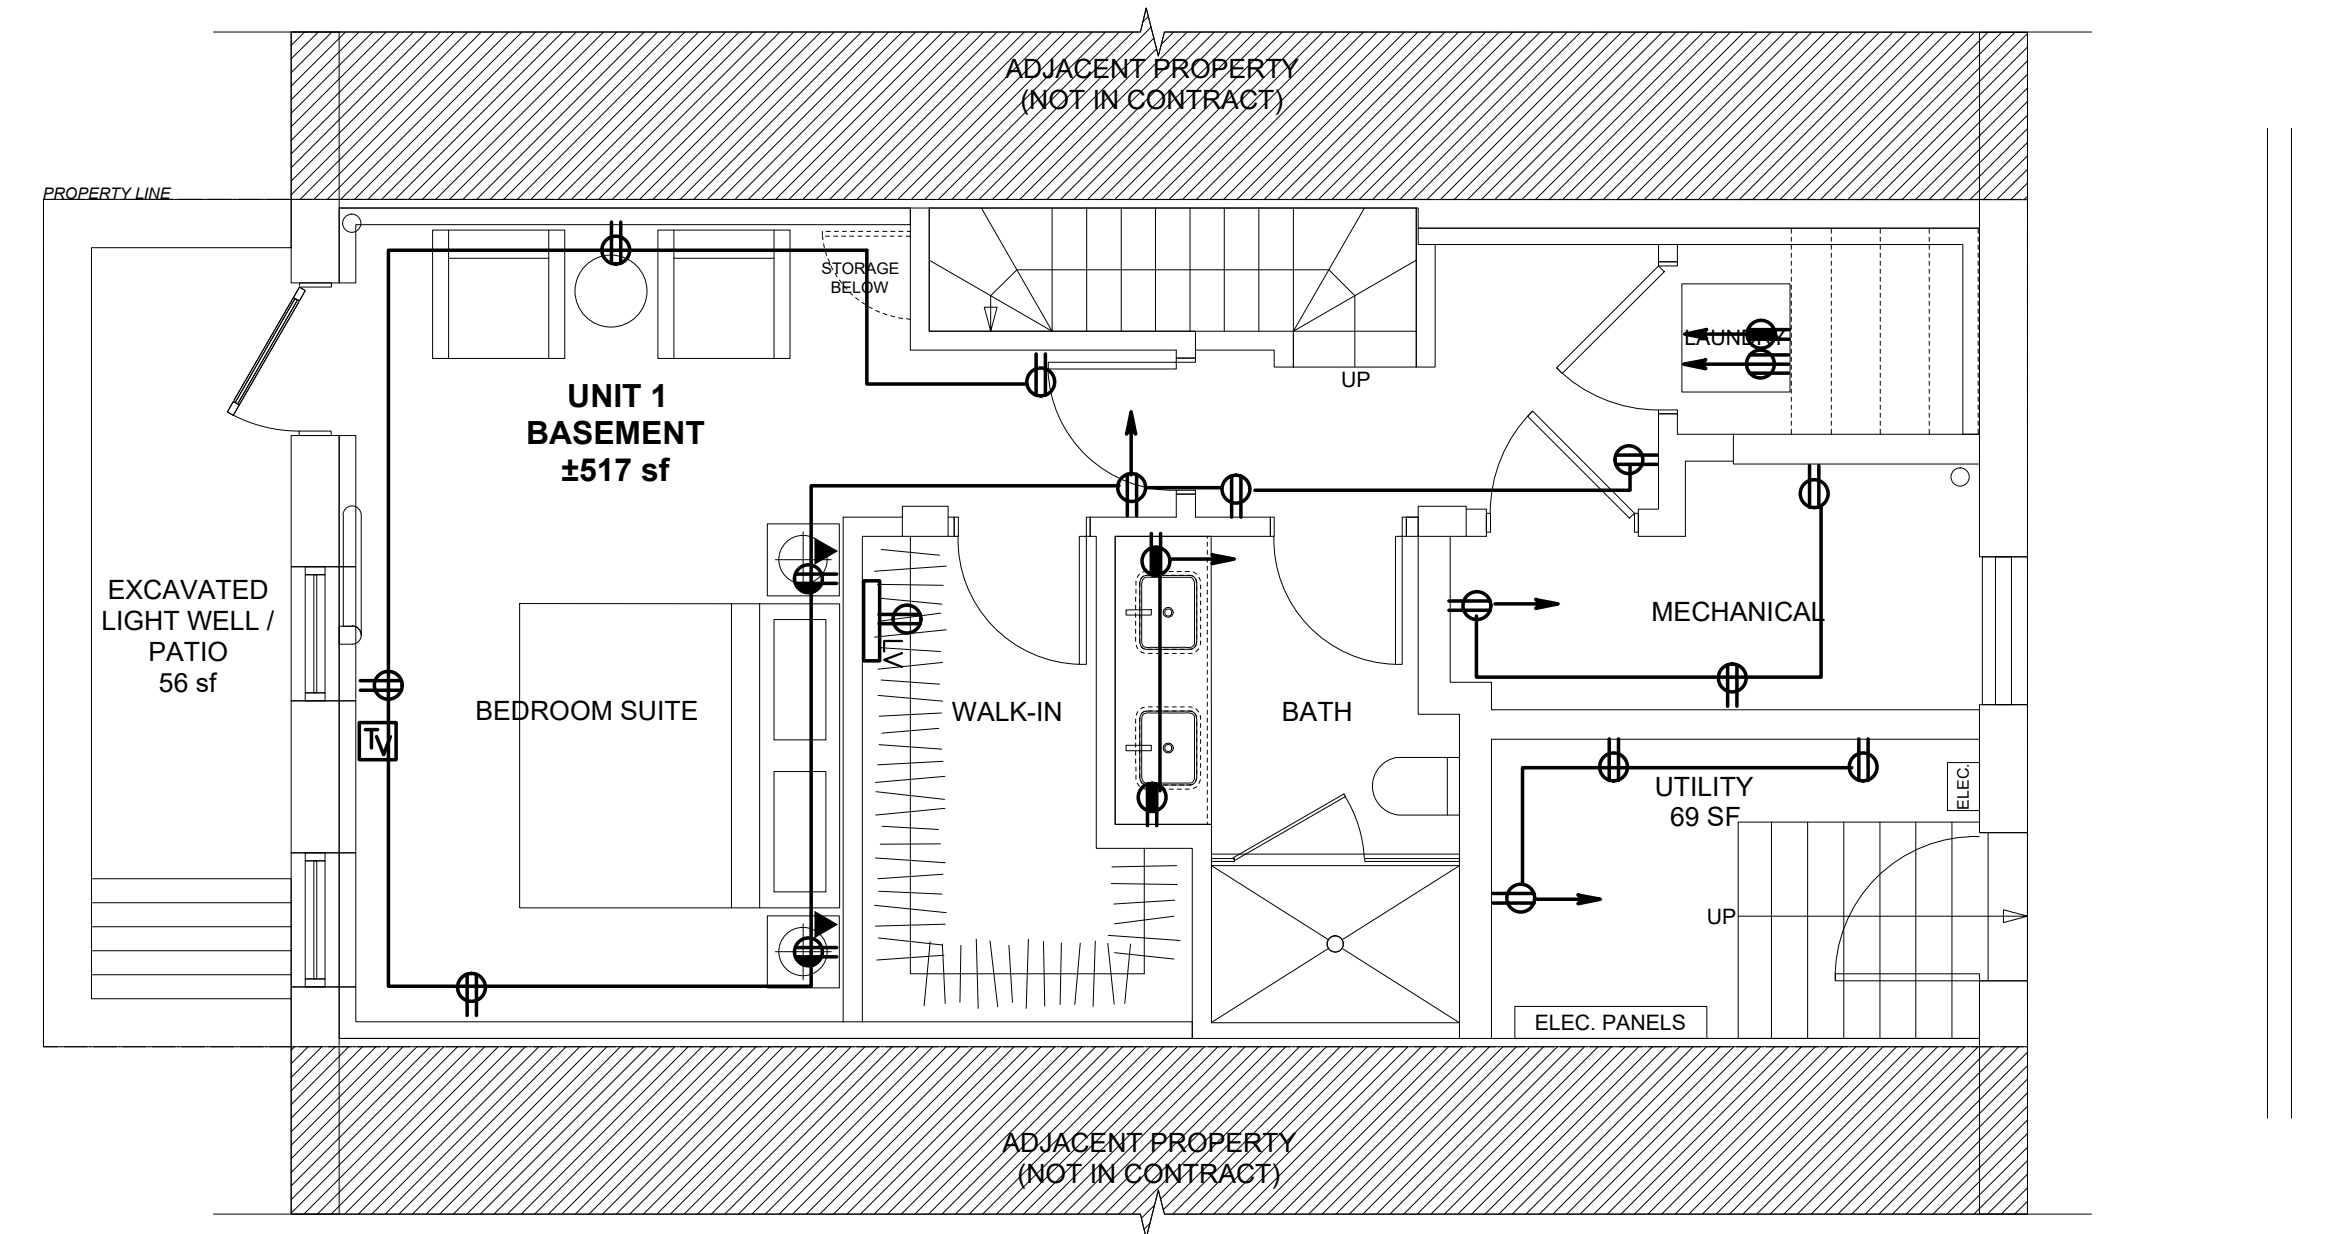 ADJACENT PROPERTY
(NOT IN CONTRACT)
PROPERTY LINE
STORAGE
BELOW
LAUNDRY
UP
UNIT 1
BASEMENT
±517 sf
EXCAVATED
LIGHT WELL /
PATIO
56 sf
MECHANICAL
LV
TV
BEDROOM SUITE
WALK-IN
BATH
UTILITY
69 SF
ELEC.
UP
ELEC. PANELS
ADJACENT PROPERTY
(NOT IN CONTRACT)